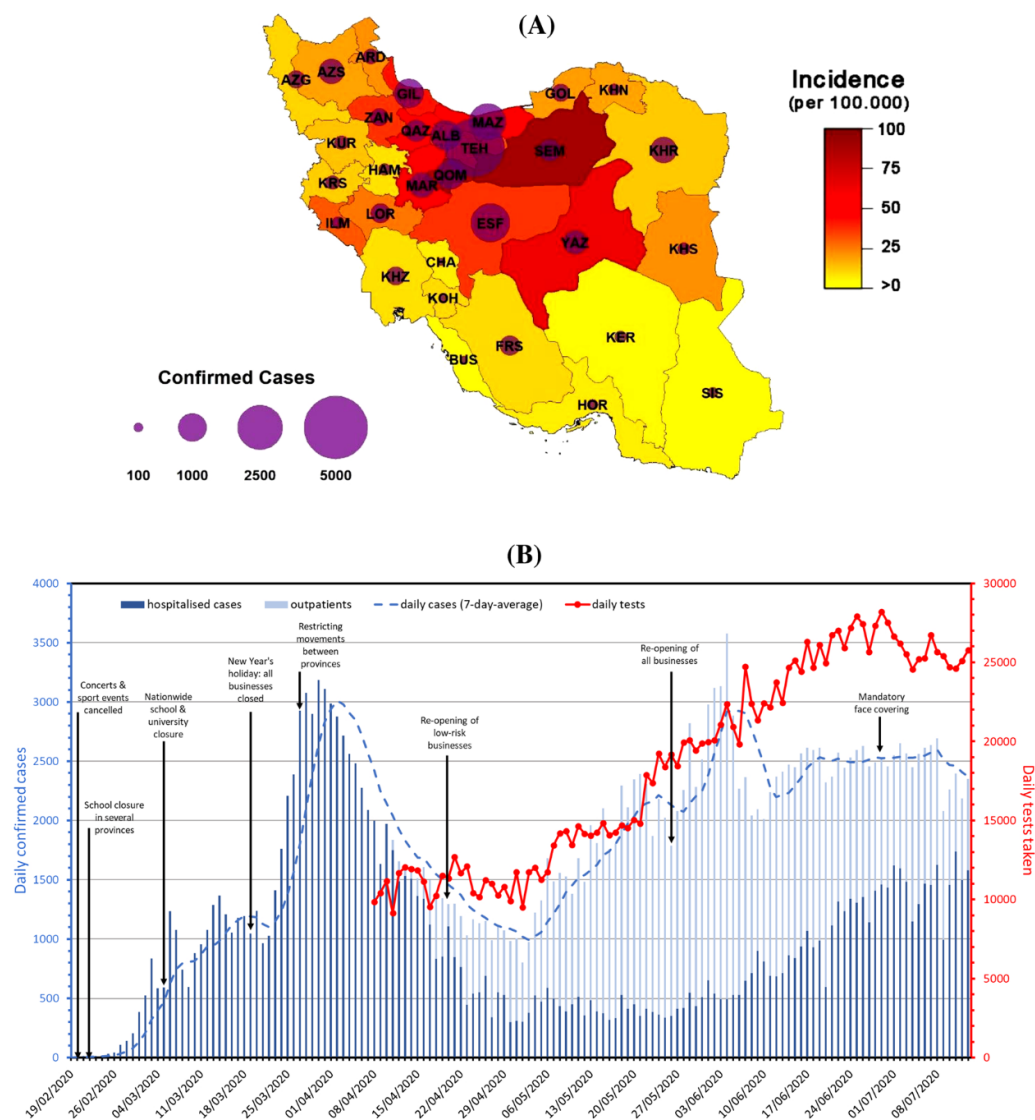 (A)
ARD
AZS
AZG
GIL
GOL
KHN
ZAN
MAZ
QAZ
ALB
TEH
SEM
KHR
KUR
HAM
QOM
KRS
MAR
LOR
ILM
ESF
YAZ
KHS
CHA
KHZ
KOH
FRS
KER
BUS
SIS
HOR
Incidence
(per 100.000)
100
75
50
25
>0
Confirmed Cases
100 1000 2500 5000
(B)
hospitalised cases outpatients daily cases (7-day-average) daily tests
Concerts &
sport events
cancelled
School closure
in several
provinces
Nationwide
school &
university
closure
New Year's
holiday: all
businesses
closed
Restricting
movements
between
provinces
Re-opening of
low-risk
businesses
Re-opening
of all businesses
Mandatory
face covering
Daily confirmed cases
4000
3500
3000
2500
2000
1500
1000
500
0
Daily tests taken
30000
25000
20000
15000
10000
5000
0
19/02/2020
26/02/2020
04/03/2020
11/03/2020
18/03/2020
25/03/2020
01/04/2020
08/04/2020
15/04/2020
22/04/2020
29/04/2020
06/05/2020
13/05/2020
20/05/2020
27/05/2020
03/06/2020
10/06/2020
17/06/2020
24/06/2020
01/07/2020
09/07/2020